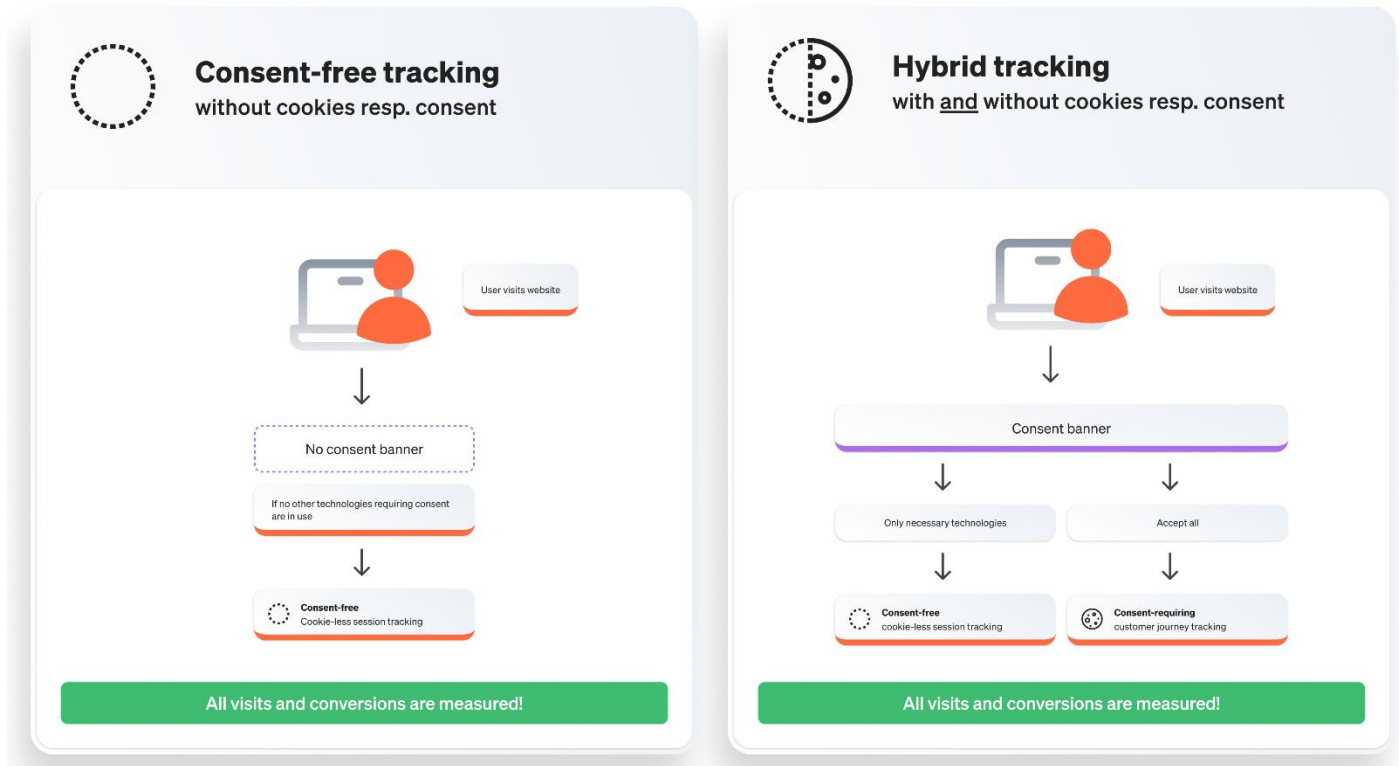 Consent-free tracking
without cookies resp. consent
User visits website
No consent banner
If no other technologies requiring consent
are in use
Consent-free
Cookie-less session tracking
All visits and conversions are measured!
Hybrid tracking
with and without cookies resp. consent
User visits website
Consent banner
Only necessary technologies
Accept all
Consent-free
cookie-less session tracking
Consent-requiring
customer journey tracking
All visits and conversions are measured!